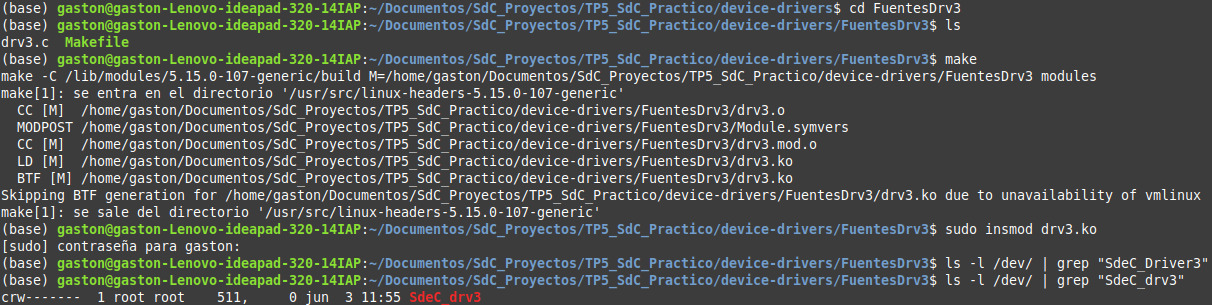 (base) gaston@gaston-Lenovo-ideapad-320-14IAP:~/Documentos/SdC_Proyectos/TP5_SdC_Practico/device-drivers$ cd FuentesDrv3
(base) gaston@gaston-Lenovo-ideapad-320-14IAP:~/Documentos/SdC_Proyectos/TP5_SdC_Practico/device-drivers/FuentesDrv3$ ls
drv3.c  Makefile
(base) gaston@gaston-Lenovo-ideapad-320-14IAP:~/Documentos/SdC_Proyectos/TP5_SdC_Practico/device-drivers/FuentesDrv3$ make
make -C /lib/modules/5.15.0-107-generic/build M=/home/gaston/Documentos/SdC_Proyectos/TP5_SdC_Practico/device-drivers/FuentesDrv3 modules
make[1]: se entra en el directorio '/usr/src/linux-headers-5.15.0-107-generic'
  CC [M]  /home/gaston/Documentos/SdC_Proyectos/TP5_SdC_Practico/device-drivers/FuentesDrv3/drv3.o
  MODPOST /home/gaston/Documentos/SdC_Proyectos/TP5_SdC_Practico/device-drivers/FuentesDrv3/Module.symvers
  CC [M]  /home/gaston/Documentos/SdC_Proyectos/TP5_SdC_Practico/device-drivers/FuentesDrv3/drv3.mod.o
  LD [M]  /home/gaston/Documentos/SdC_Proyectos/TP5_SdC_Practico/device-drivers/FuentesDrv3/drv3.ko
  BTF [M] /home/gaston/Documentos/SdC_Proyectos/TP5_SdC_Practico/device-drivers/FuentesDrv3/drv3.ko
Skipping BTF generation for /home/gaston/Documentos/SdC_Proyectos/TP5_SdC_Practico/device-drivers/FuentesDrv3/drv3.ko due to unavailability of vmlinux
make[1]: se sale del directorio '/usr/src/linux-headers-5.15.0-107-generic'
(base) gaston@gaston-Lenovo-ideapad-320-14IAP:~/Documentos/SdC_Proyectos/TP5_SdC_Practico/device-drivers/FuentesDrv3$ sudo insmod drv3.ko
[sudo] contraseña para gaston:
(base) gaston@gaston-Lenovo-ideapad-320-14IAP:~/Documentos/SdC_Proyectos/TP5_SdC_Practico/device-drivers/FuentesDrv3$ ls -l /dev/ | grep "SdeC_Driver3"
(base) gaston@gaston-Lenovo-ideapad-320-14IAP:~/Documentos/SdC_Proyectos/TP5_SdC_Practico/device-drivers/FuentesDrv3$ ls -l /dev/ | grep "SdeC_drv3"
crw-------  1 root root    511,     0 jun  3 11:55 SdeC_drv3